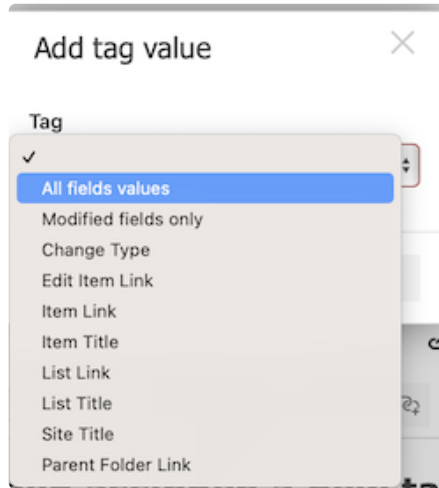 Add tag value
Tag
All fields values
Modified fields only
Change Type
Edit Item Link
Item Link
Item Title
List Link
List Title
Site Title
Parent Folder Link